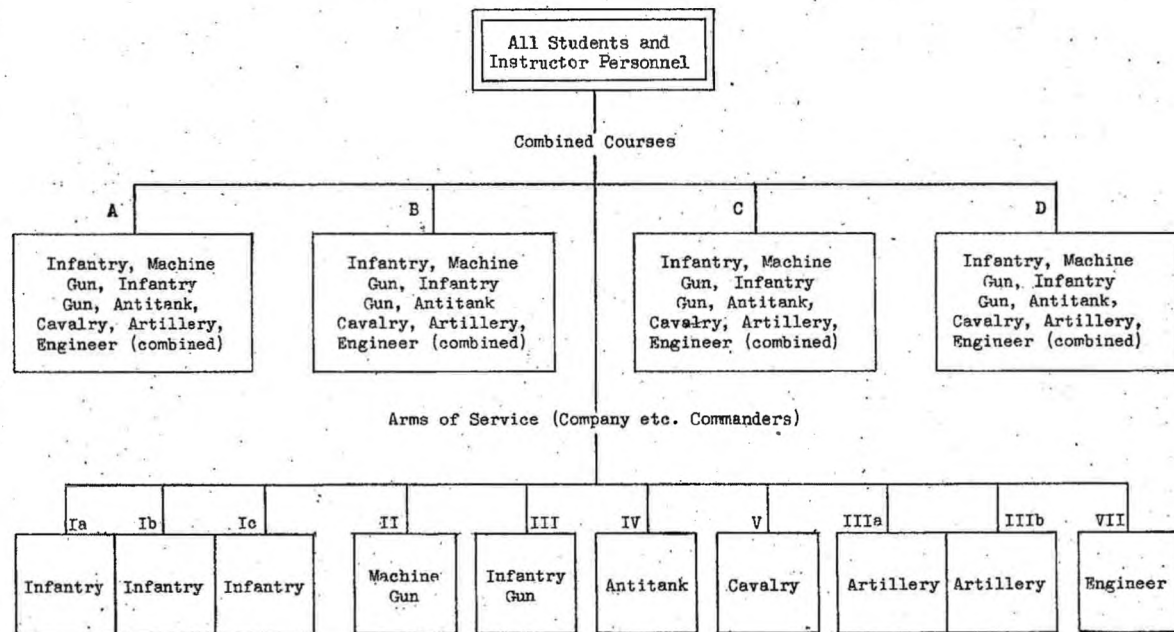 All Students and
Instructor Personnel
Combined Courses
A
B
C
D
Infantry, Machine
Gun, Infantry
Gun, Antitank,
Cavalry, Artillery,
Engineer (combined)
Infantry, Machine
Gun, Infantry
Gun, Antitank
Cavalry, Artillery,
Engineer (combined)
Infantry, Machine
Gun, Infantry
Gun, Antitank,
Cavalry, Artillery,
Engineer (combined)
Infantry, Machine
Gun, Infantry
Gun, Antitank,
Cavalry, Artillery,
Engineer (combined)
Arms of Service (Company etc. Commanders)
Ia
Ib
Ic
II
III
IV
V
IIIa
IIIb
VII
Infantry
Infantry
Infantry
Machine
Gun
Infantry
Gun
Antitank
Cavalry
Artillery
Artillery
Engineer